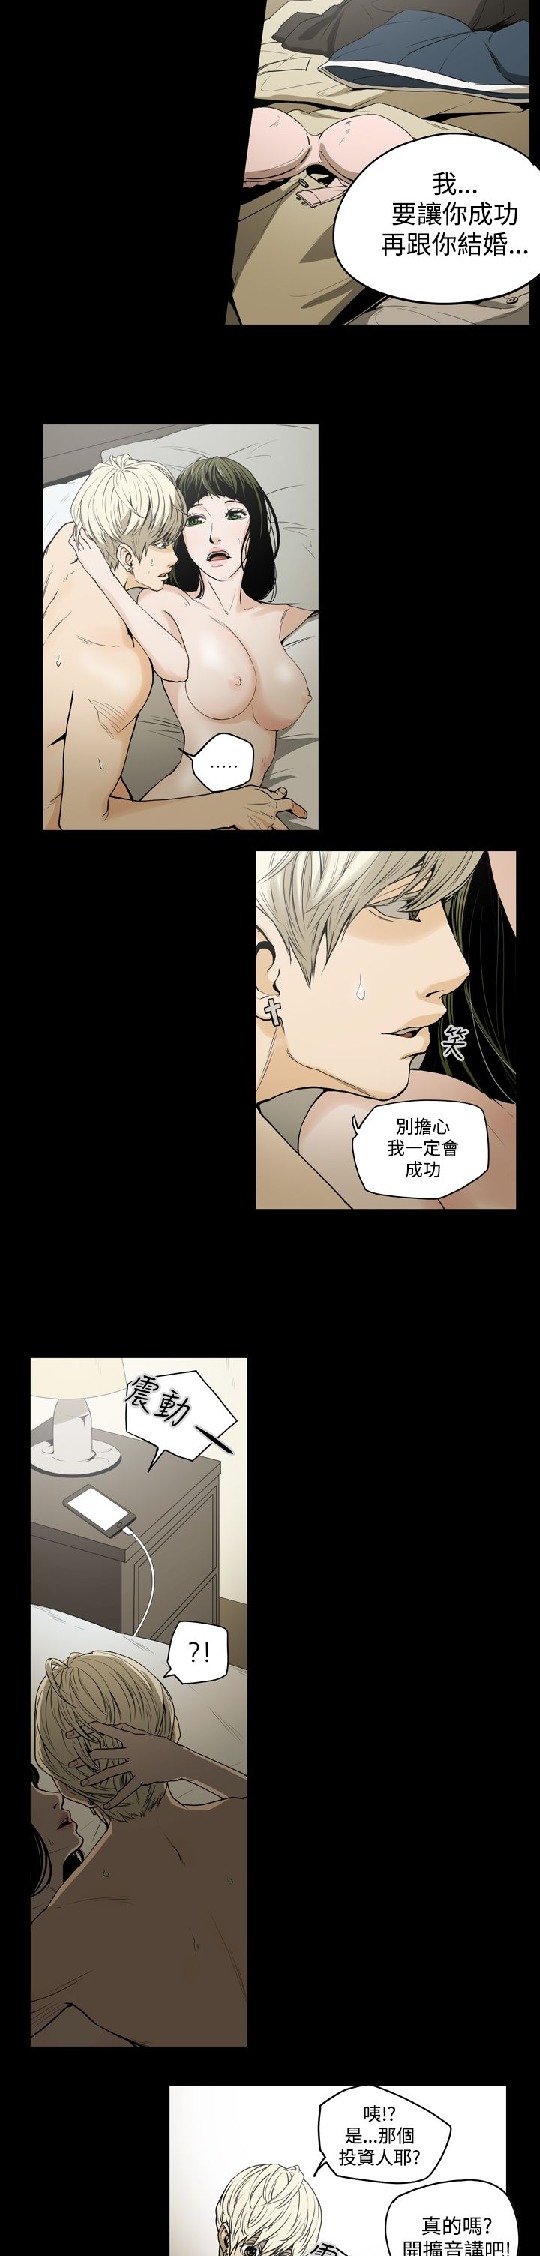 我...
要讓你成功
再跟你結婚...
.....
笑
別擔心
我一定會
成功
震動
?!
咦!?
是...那個
投資人耶?
真的嗎?
開擴音講吧!